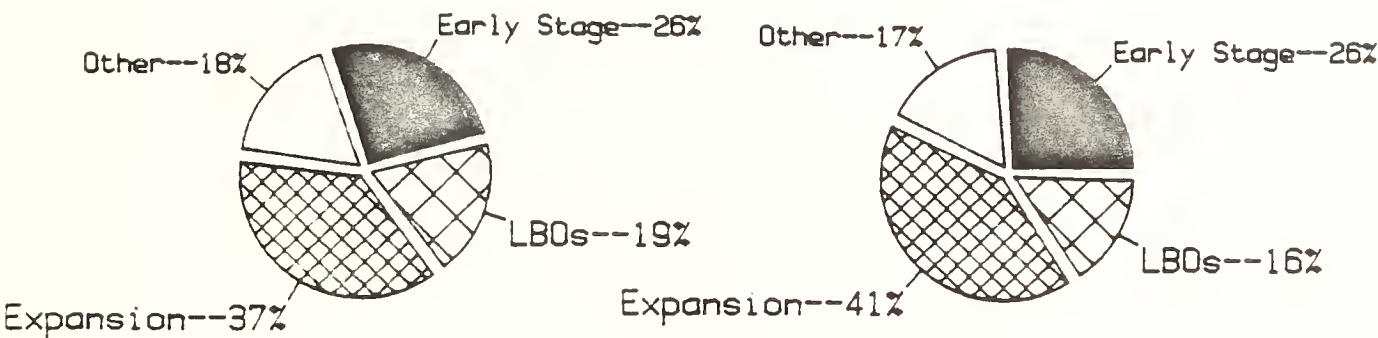 Early Stage--26%
Other--18%
LBOs--19%
Expansion--37%
Other--17%
Early Stage--26%
LBOs--16%
Expansion--41%